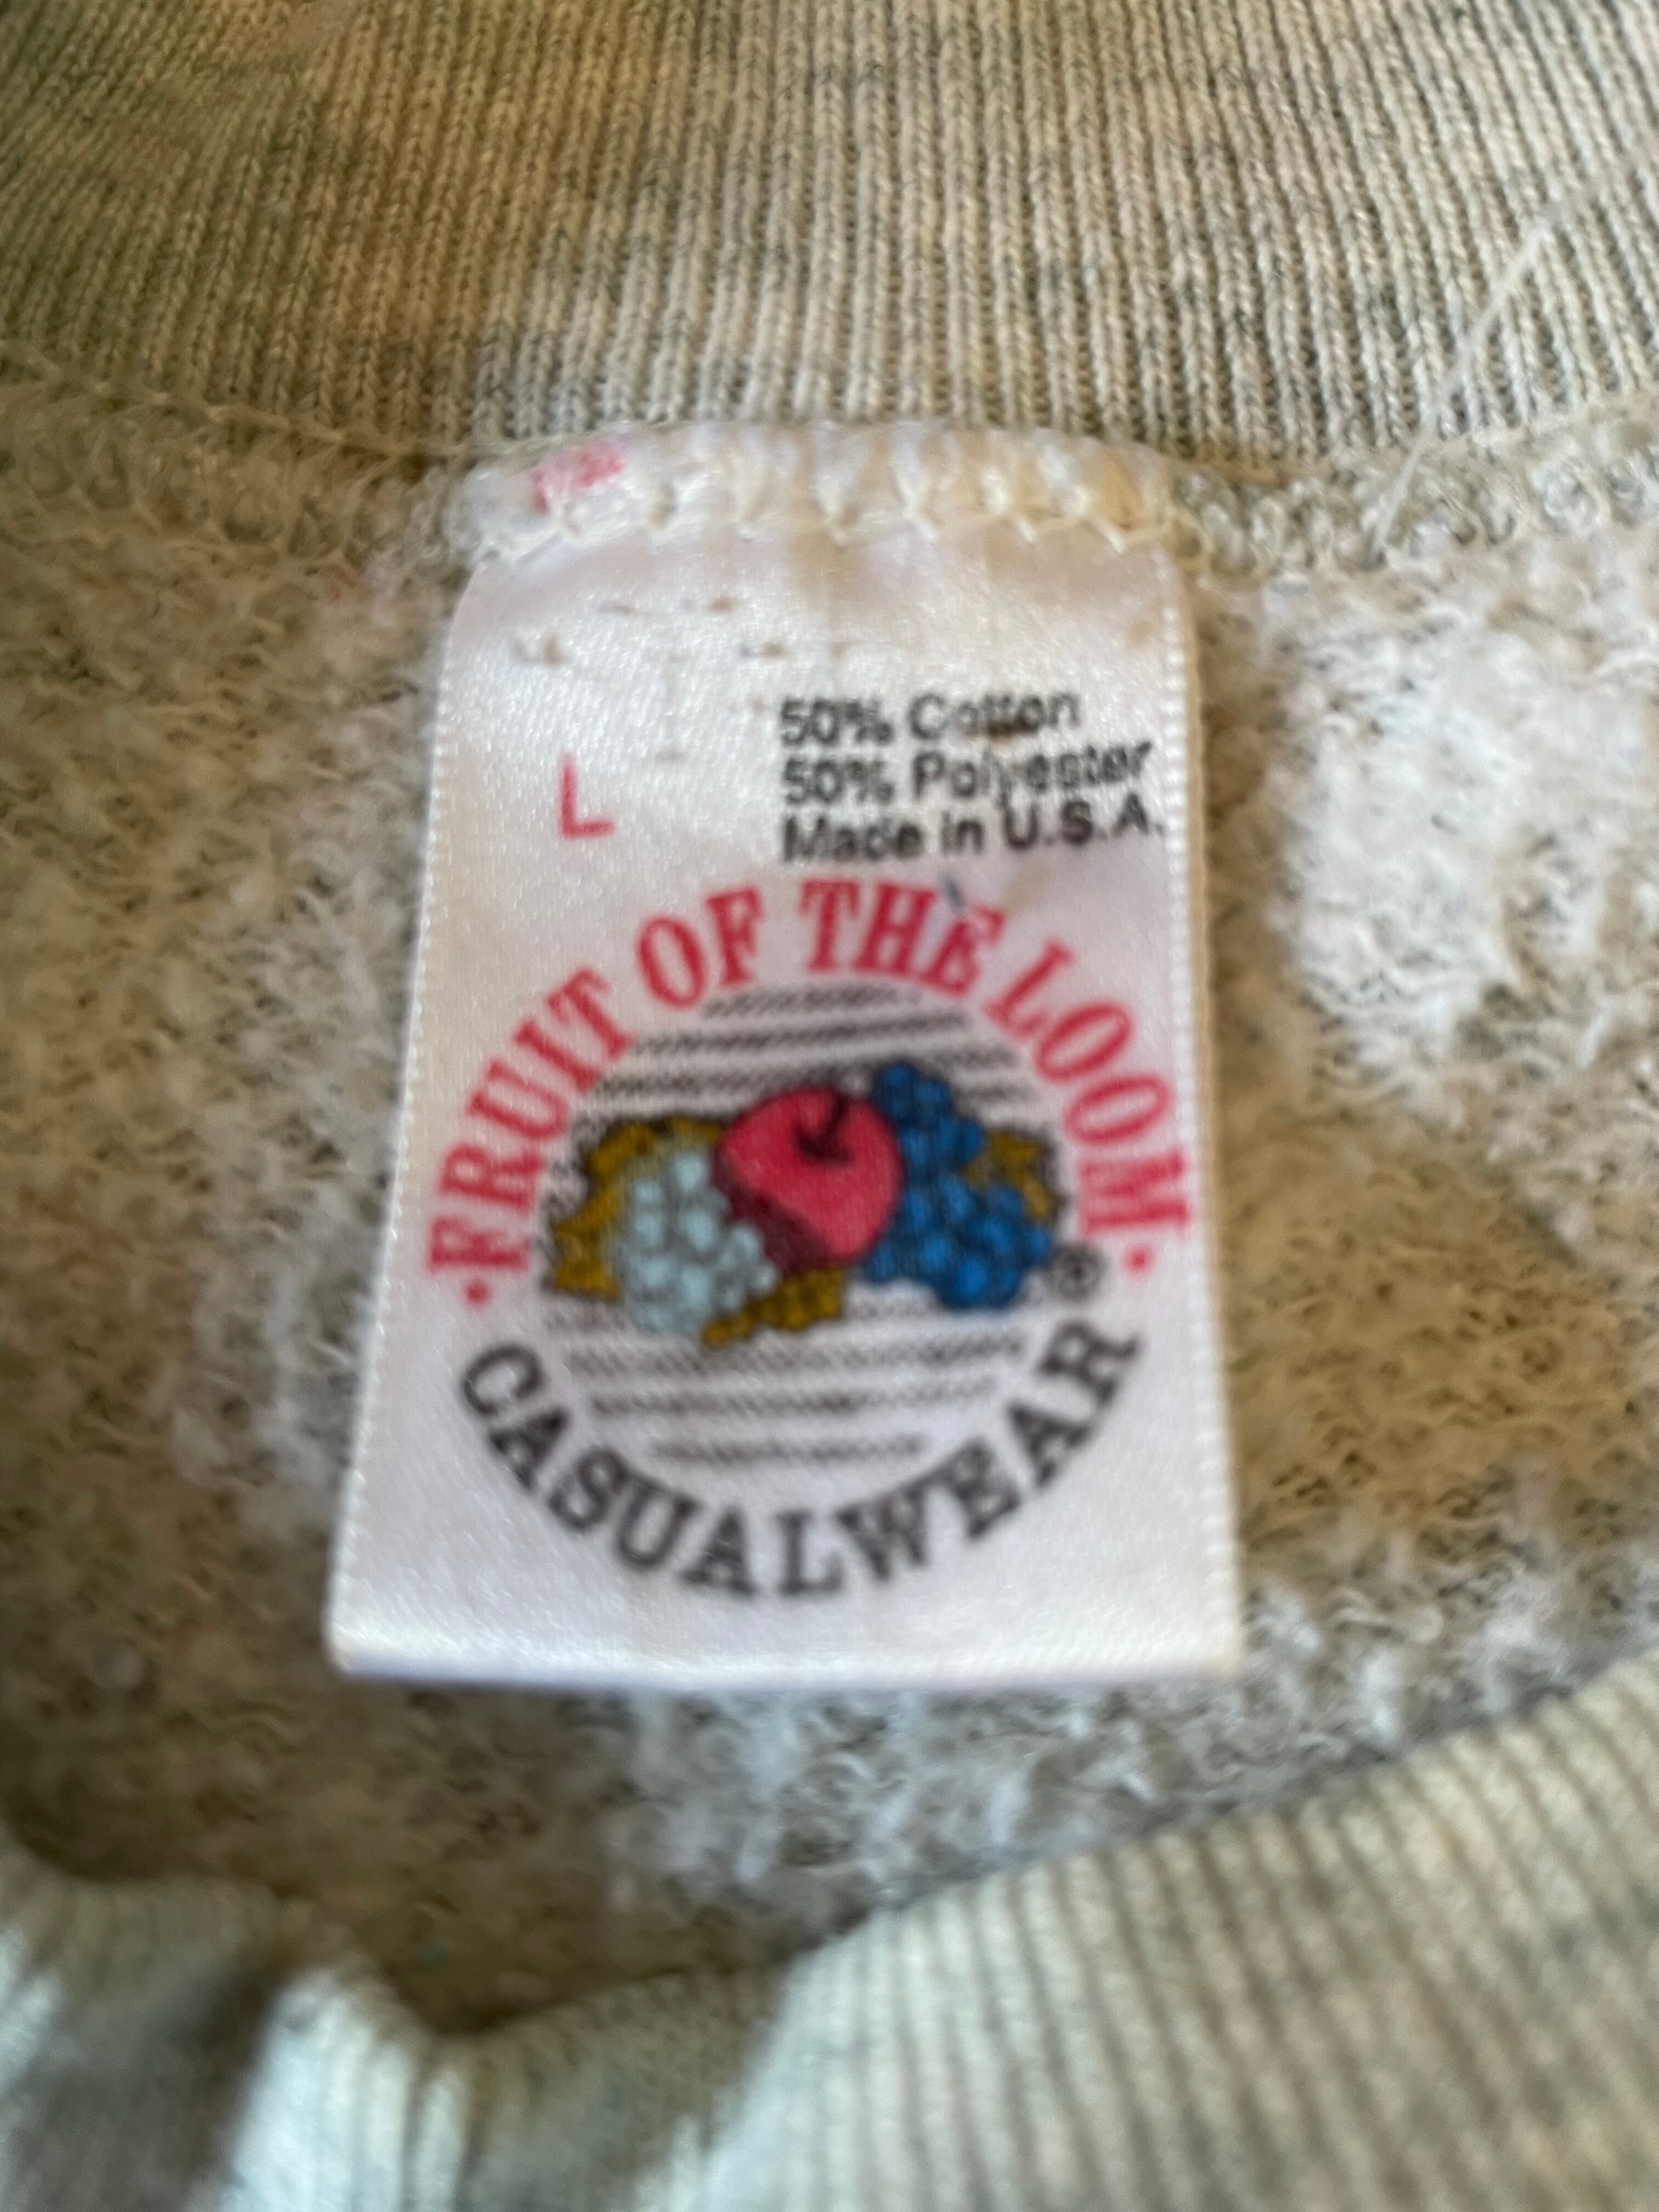 50% Cotton
50% Polyester
L
Made in U.S.A.
·FRUIT OF THE LOOM·
®
CASUALWEAR